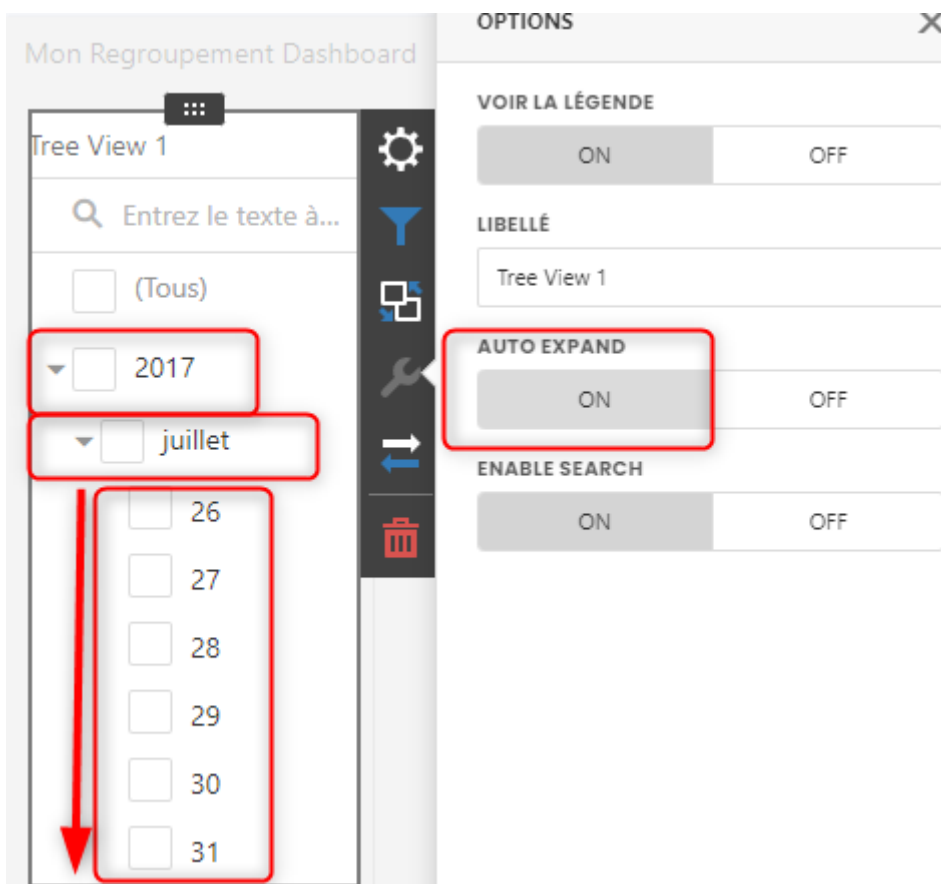 Mon Regroupement Dashboard
Tree View 1
Entrez le texte à...
(Tous)
2017
juillet
26
27
28
29
30
31
OPTIONS
VOIR LA LÉGENDE
ON OFF
LIBELLÉ
Tree View 1
AUTO EXPAND
ON OFF
ENABLE SEARCH
ON OFF